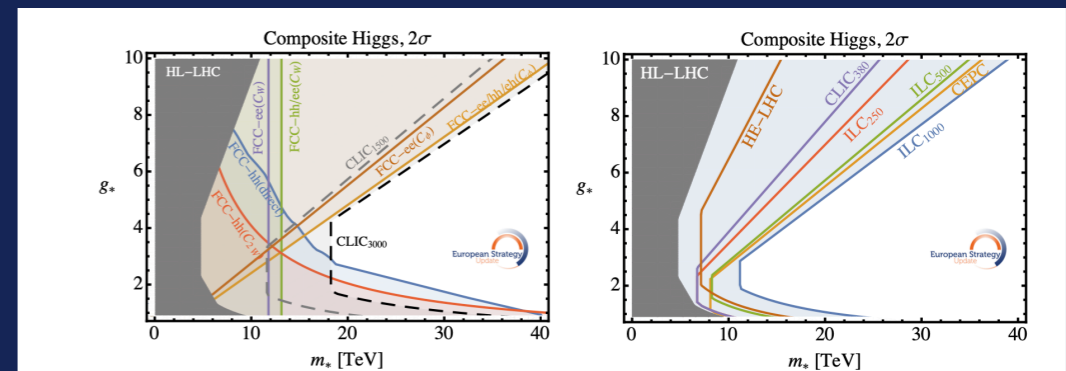 Composite Higgs, 2σ
HL−LHC
FCC−ee(C_W)
FCC−hh/ee(C_W)
FCC−hh(direct)
FCC−hh(C_2W)
CLIC_1500
FCC−ee(C_ϕ)
FCC−ee/hh/eh(C_ϕ)
CLIC_3000
European Strategy
Update
10
8
6
4
2
g_*
0 10 20 30 40
m_* [TeV]
Composite Higgs, 2σ
HL−LHC
HE−LHC
CLIC_380
ILC_250
ILC_500
CEPC
ILC_1000
European Strategy
Update
10
8
6
4
2
g_*
0 10 20 30 40
m_* [TeV]